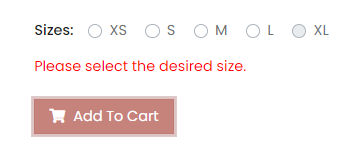 Sizes: XS S M L XL
Please select the desired size.
Add To Cart